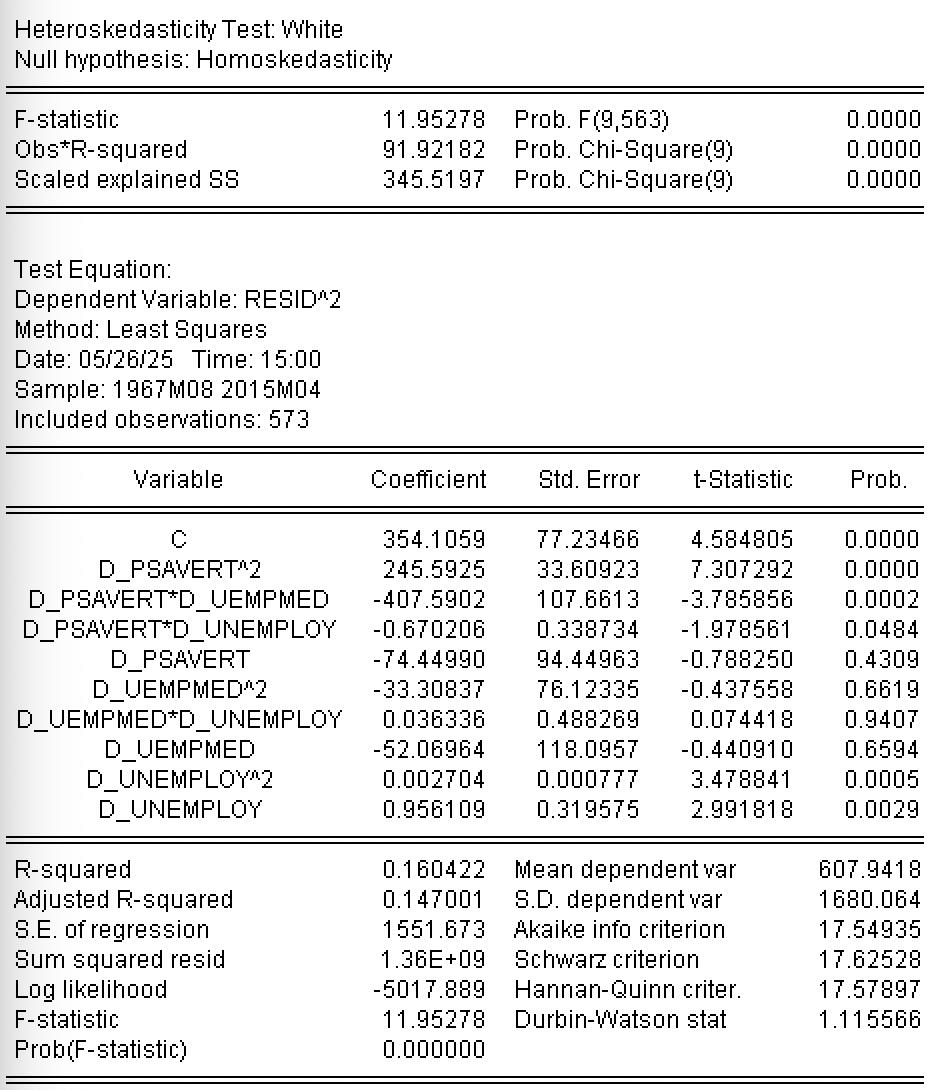 Heteroskedasticity Test: White
Null hypothesis: Homoskedasticity
F-statistic 11.95278 Prob. F(9,563) 0.0000
Obs*R-squared 91.92182 Prob. Chi-Square(9) 0.0000
Scaled explained SS 345.5197 Prob. Chi-Square(9) 0.0000
Test Equation:
Dependent Variable: RESID^2
Method: Least Squares
Date: 05/26/25 Time: 15:00
Sample: 1967M08 2015M04
Included observations: 573
Variable Coefficient Std. Error t-Statistic Prob.
C 354.1059 77.23466 4.584805 0.0000
D_PSAVERT^2 245.5925 33.60923 7.307292 0.0000
D_PSAVERT*D_UEMPMED -407.5902 107.6613 -3.785856 0.0002
D_PSAVERT*D_UNEMPLOY -0.670206 0.338734 -1.978561 0.0484
D_PSAVERT -74.44990 94.44963 -0.788250 0.4309
D_UEMPMED^2 -33.30837 76.12335 -0.437558 0.6619
D_UEMPMED*D_UNEMPLOY 0.036336 0.488269 0.074418 0.9407
D_UEMPMED -52.06964 118.0957 -0.440910 0.6594
D_UNEMPLOY^2 0.002704 0.000777 3.478841 0.0005
D_UNEMPLOY 0.956109 0.319575 2.991818 0.0029
R-squared 0.160422 Mean dependent var 607.9418
Adjusted R-squared 0.147001 S.D. dependent var 1680.064
S.E. of regression 1551.673 Akaike info criterion 17.54935
Sum squared resid 1.36E+09 Schwarz criterion 17.62528
Log likelihood -5017.889 Hannan-Quinn criter. 17.57897
F-statistic 11.95278 Durbin-Watson stat 1.115566
Prob(F-statistic) 0.000000